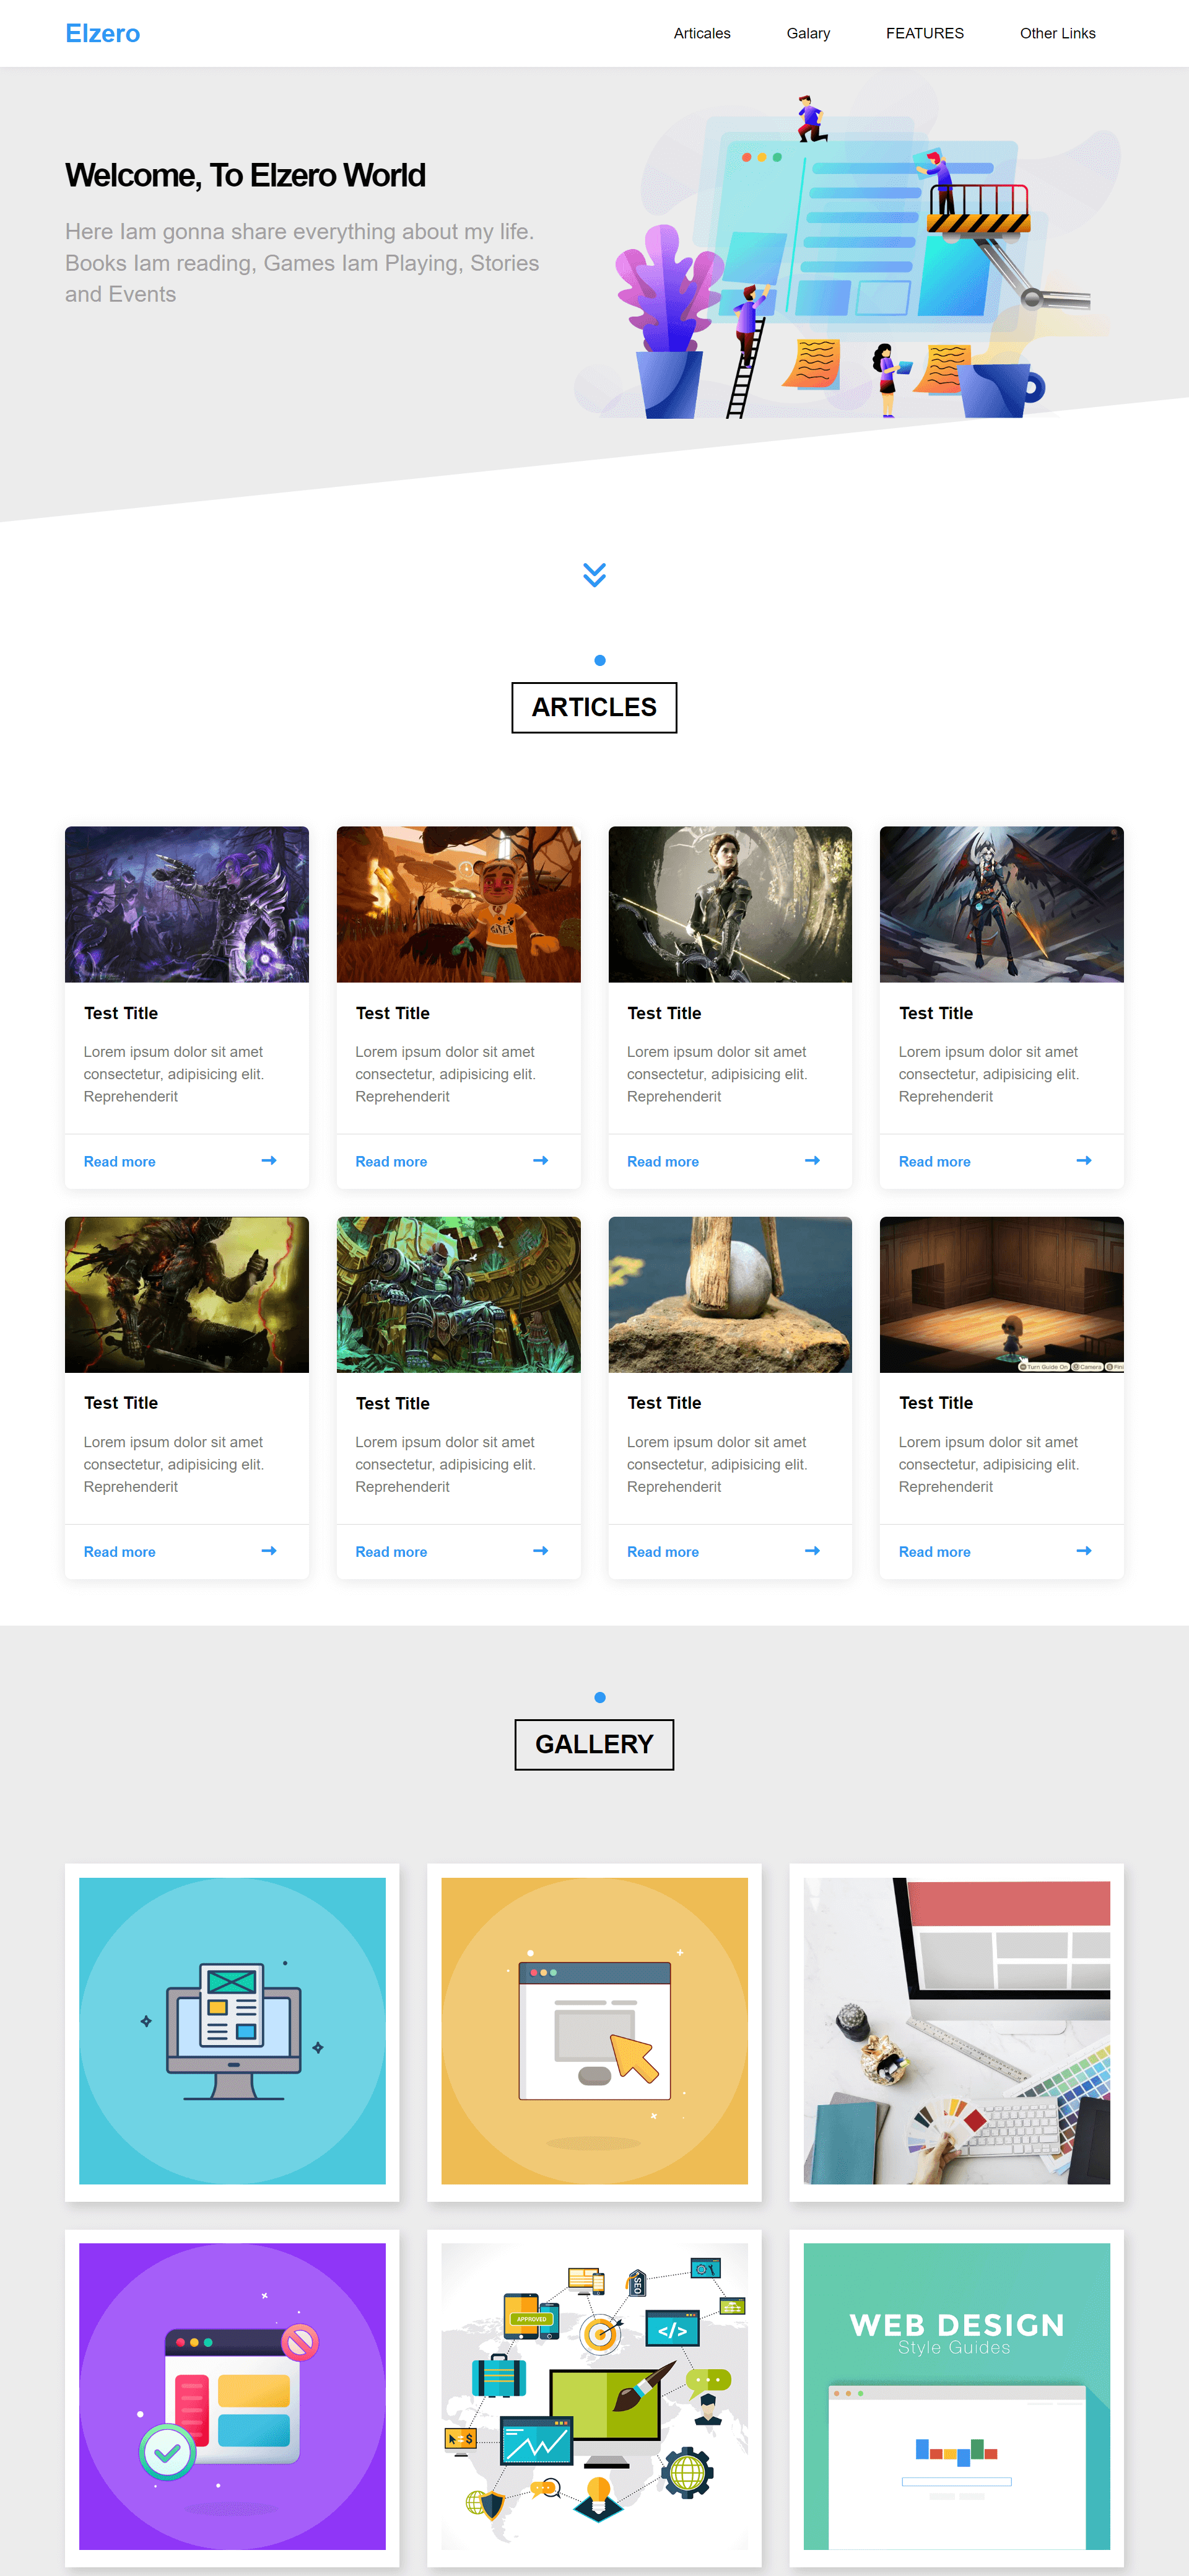 Elzero
Articales
Galary
FEATURES
Other Links
Welcome, To Elzero World
Here Iam gonna share everything about my life.
Books Iam reading, Games Iam Playing, Stories
and Events
ARTICLES
Test Title
Lorem ipsum dolor sit amet
consectetur, adipisicing elit.
Reprehenderit
Read more
Test Title
Lorem ipsum dolor sit amet
consectetur, adipisicing elit.
Reprehenderit
Read more
Test Title
Lorem ipsum dolor sit amet
consectetur, adipisicing elit.
Reprehenderit
Read more
Test Title
Lorem ipsum dolor sit amet
consectetur, adipisicing elit.
Reprehenderit
Read more
Test Title
Lorem ipsum dolor sit amet
consectetur, adipisicing elit.
Reprehenderit
Read more
Test Title
Lorem ipsum dolor sit amet
consectetur, adipisicing elit.
Reprehenderit
Read more
Test Title
Lorem ipsum dolor sit amet
consectetur, adipisicing elit.
Reprehenderit
Read more
Turn Guide On
Camera
Test Title
Lorem ipsum dolor sit amet
consectetur, adipisicing elit.
Reprehenderit
Read more
GALLERY
SEO
APPROVED
</>
$
WEB DESIGN
Style Guides